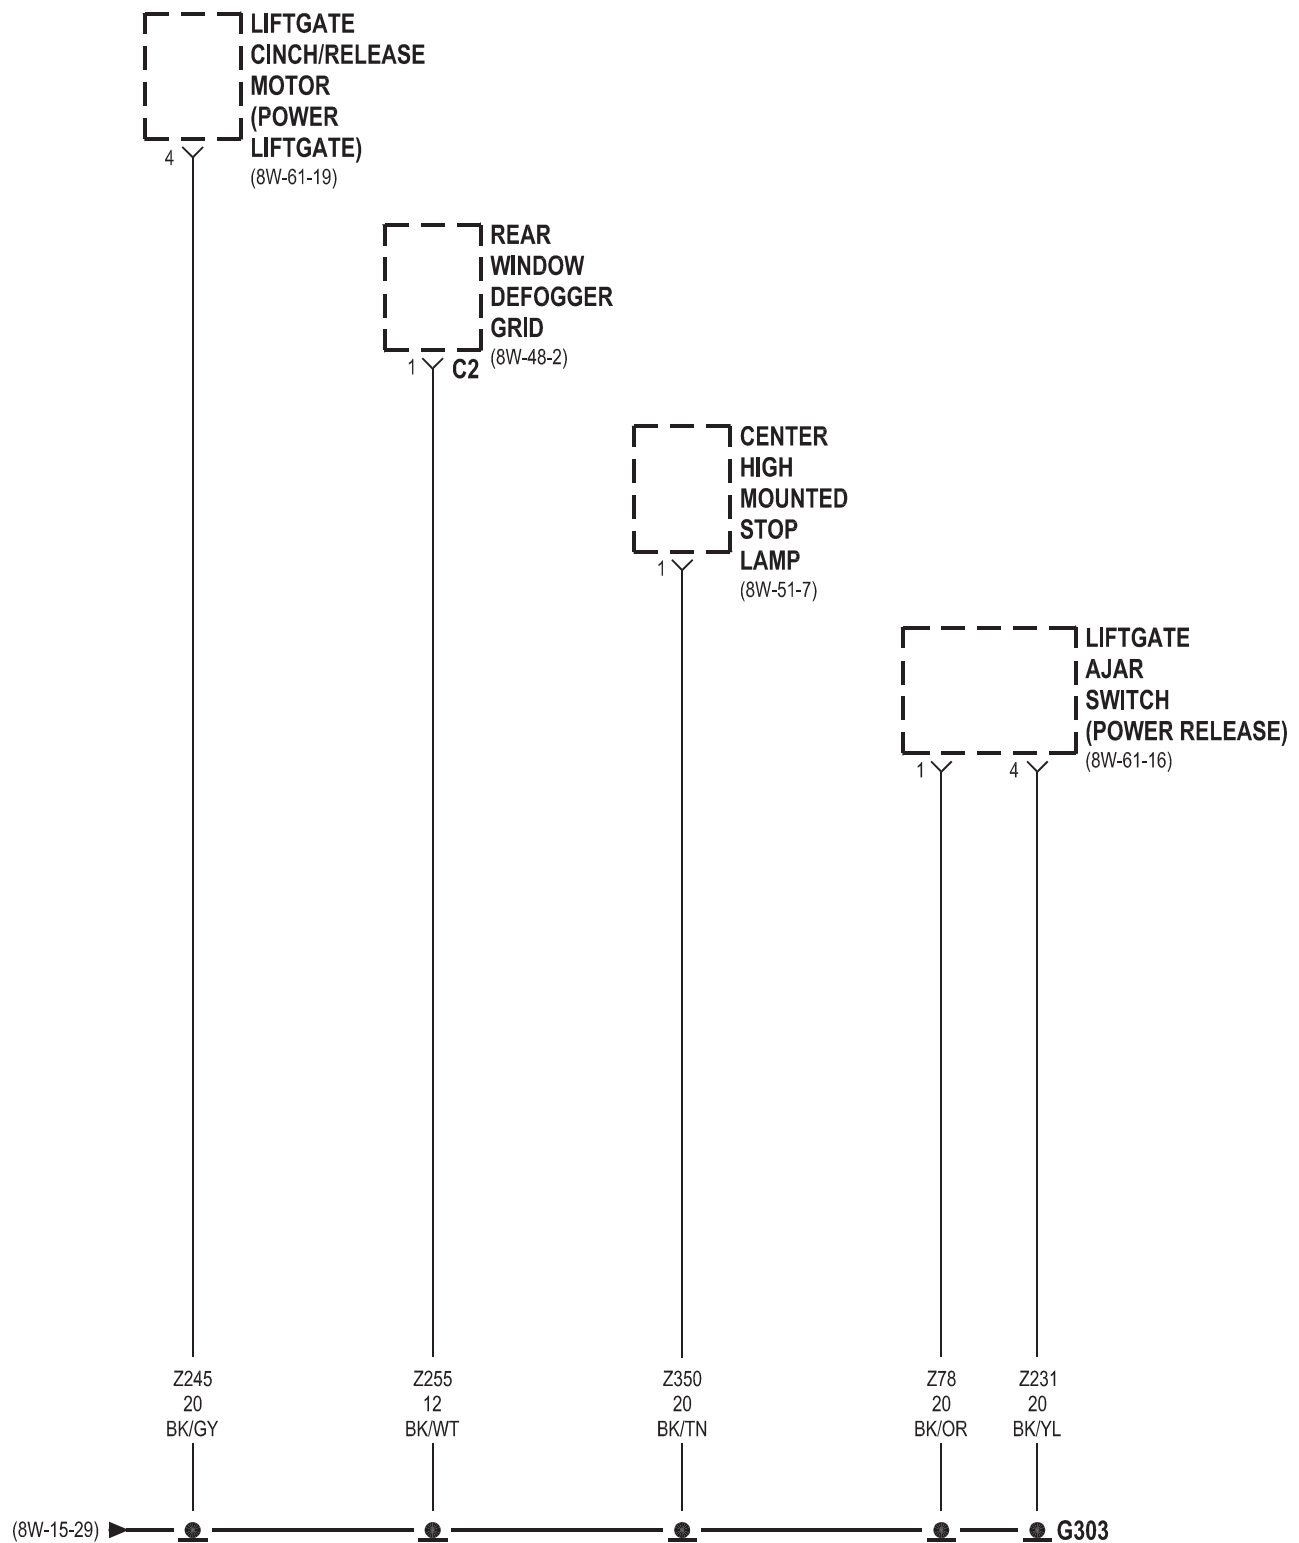 LIFTGATE
CINCH/RELEASE
MOTOR
(POWER
LIFTGATE)
(8W-61-19)
4
REAR
WINDOW
DEFOGGER
GRID
(8W-48-2)
1 C2
CENTER
HIGH
MOUNTED
STOP
LAMP
(8W-51-7)
1
LIFTGATE
AJAR
SWITCH
(POWER RELEASE)
(8W-61-16)
1 4
Z245
20
BK/GY
Z255
12
BK/WT
Z350
20
BK/TN
Z78
20
BK/OR
Z231
20
BK/YL
(8W-15-29)
G303